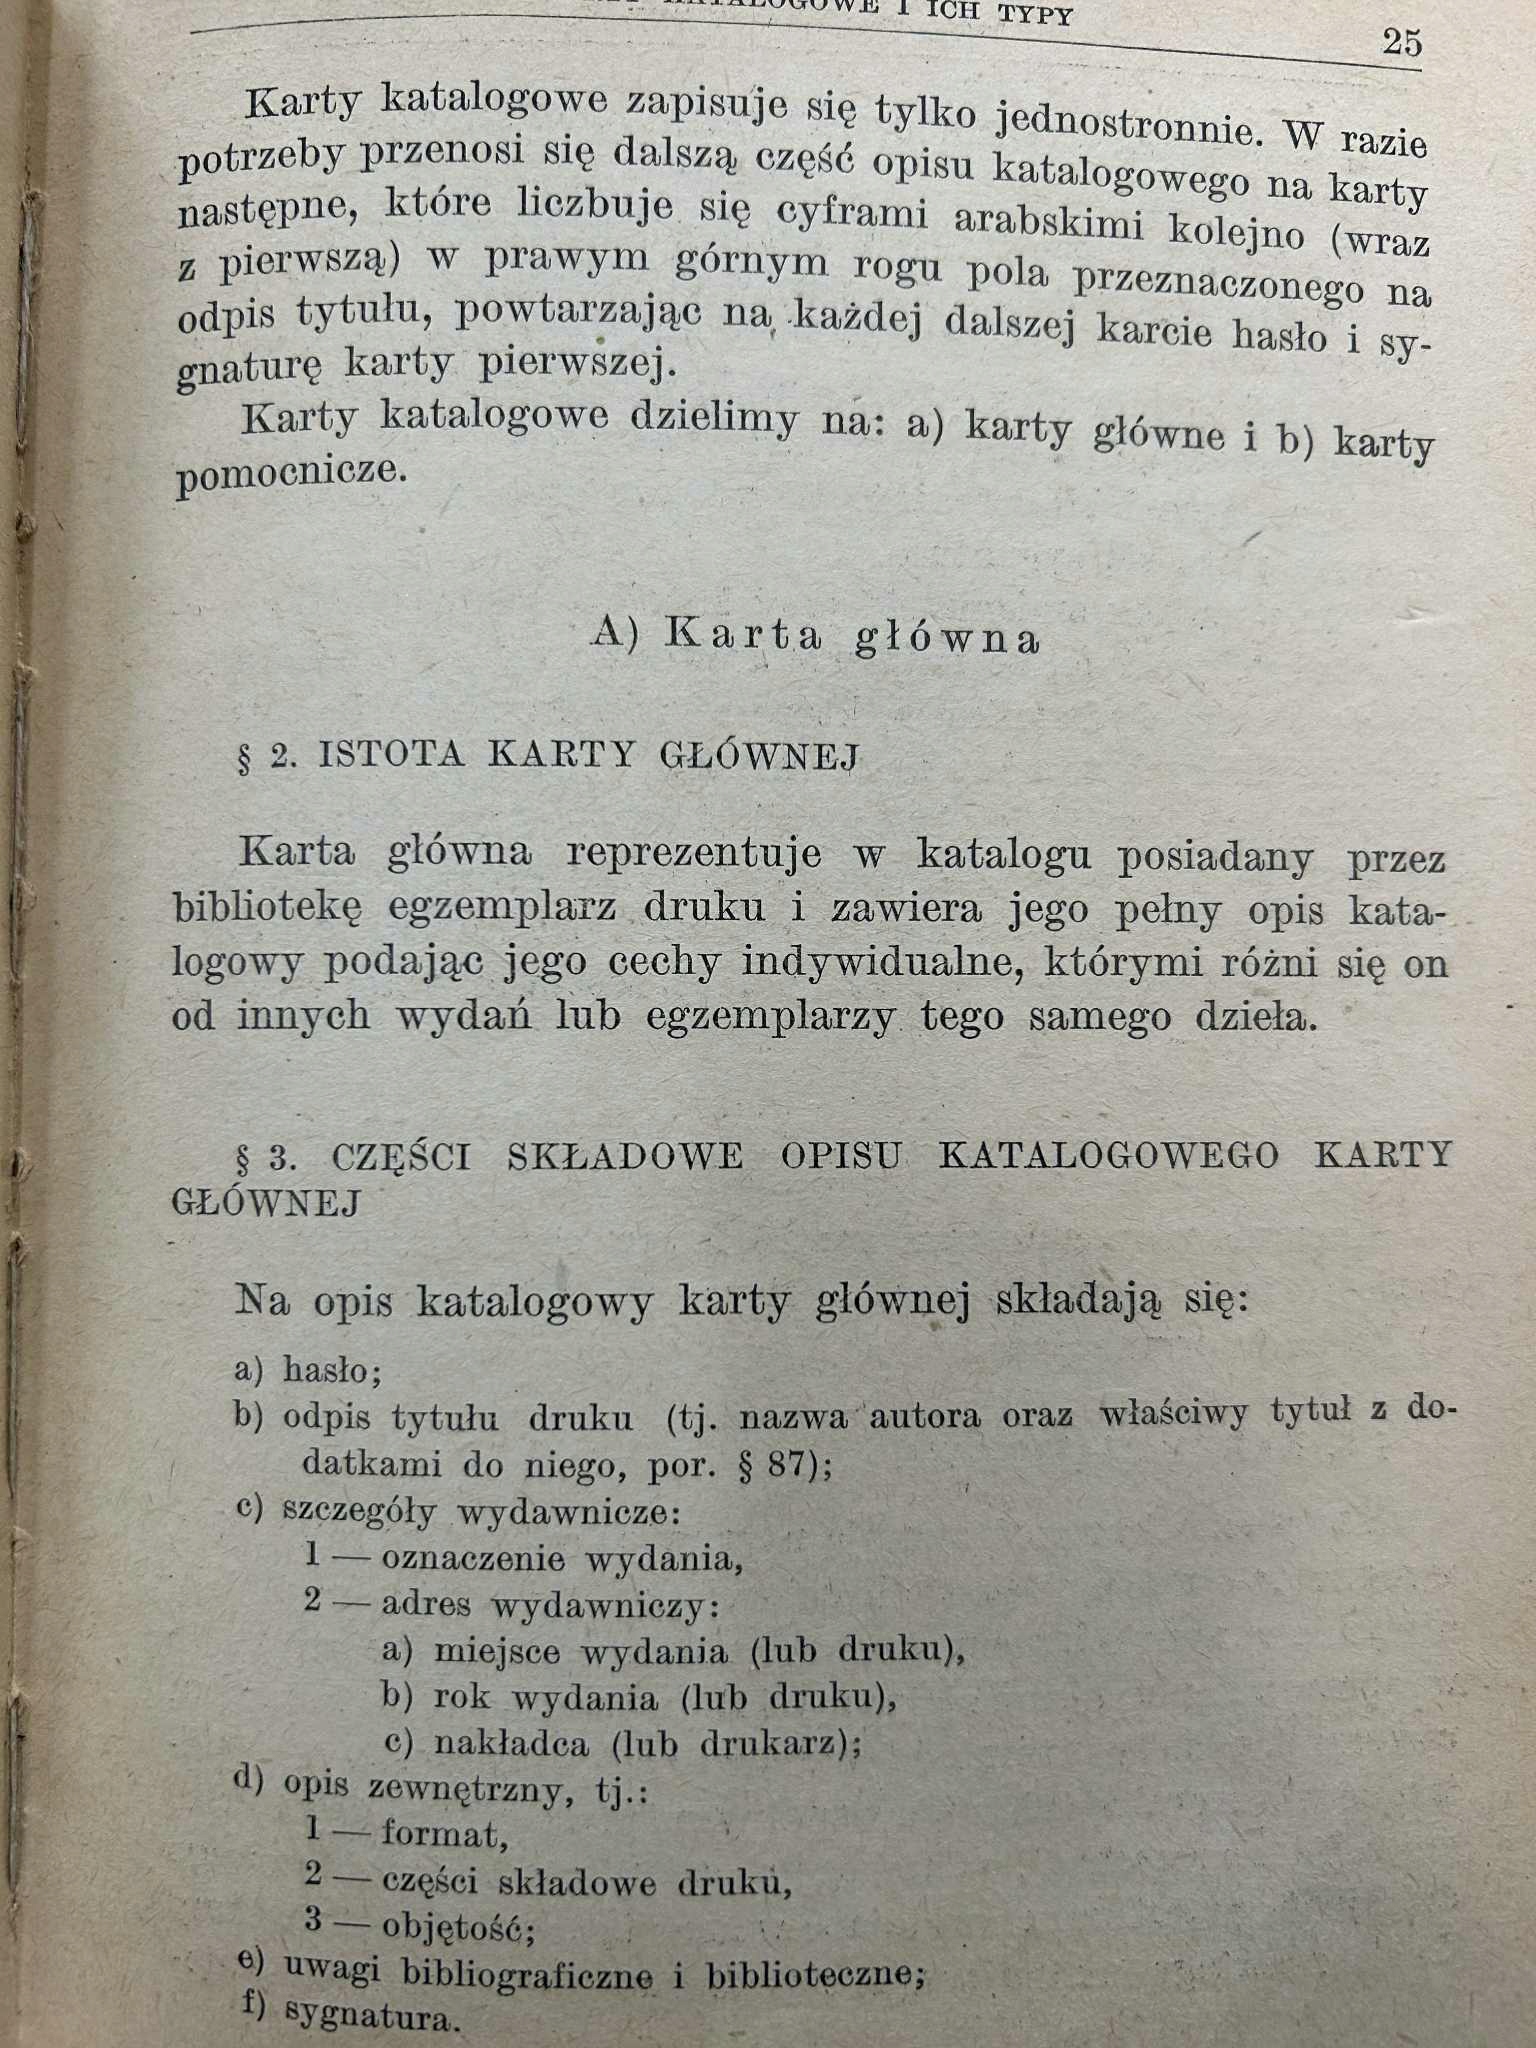 KATALOGOWE I ICH TYPY
25
Karty katalogowe zapisuje się tylko jednostronnie. W razie
potrzeby przenosi się dalszą część opisu katalogowego na karty
następne, które liczbuje się cyframi arabskimi kolejno (wraz
z pierwszą) w prawym górnym rogu pola przeznaczonego na
odpis tytułu, powtarzając na każdej dalszej karcie hasło i sy-
gnaturę karty pierwszej.
Karty katalogowe dzielimy na: a) karty główne i b) karty
pomocnicze.
A) Karta główna
§ 2. ISTOTA KARTY GŁÓWNEJ
Karta główna reprezentuje w katalogu posiadany przez
bibliotekę egzemplarz druku i zawiera jego pełny opis kata-
logowy podając jego cechy indywidualne, którymi różni się on
od innych wydań lub egzemplarzy tego samego dzieła.
§ 3. CZĘŚCI SKŁADOWE OPISU KATALOGOWEGO KARTY
GŁÓWNEJ
Na opis katalogowy karty głównej składają się:
a) hasło;
b) odpis tytułu druku (tj. nazwa autora oraz właściwy tytuł z do-
datkami do niego, por. § 87);
c) szczegóły wydawnicze:
1 — oznaczenie wydania,
2 — adres wydawniczy:
a) miejsce wydania (lub druku),
b) rok wydania (lub druku),
c) nakładca (lub drukarz);
d) opis zewnętrzny, tj.:
1 — format,
2 — części składowe druku,
3 — objętość;
e) uwagi bibliograficzne i biblioteczne;
f) sygnatura.